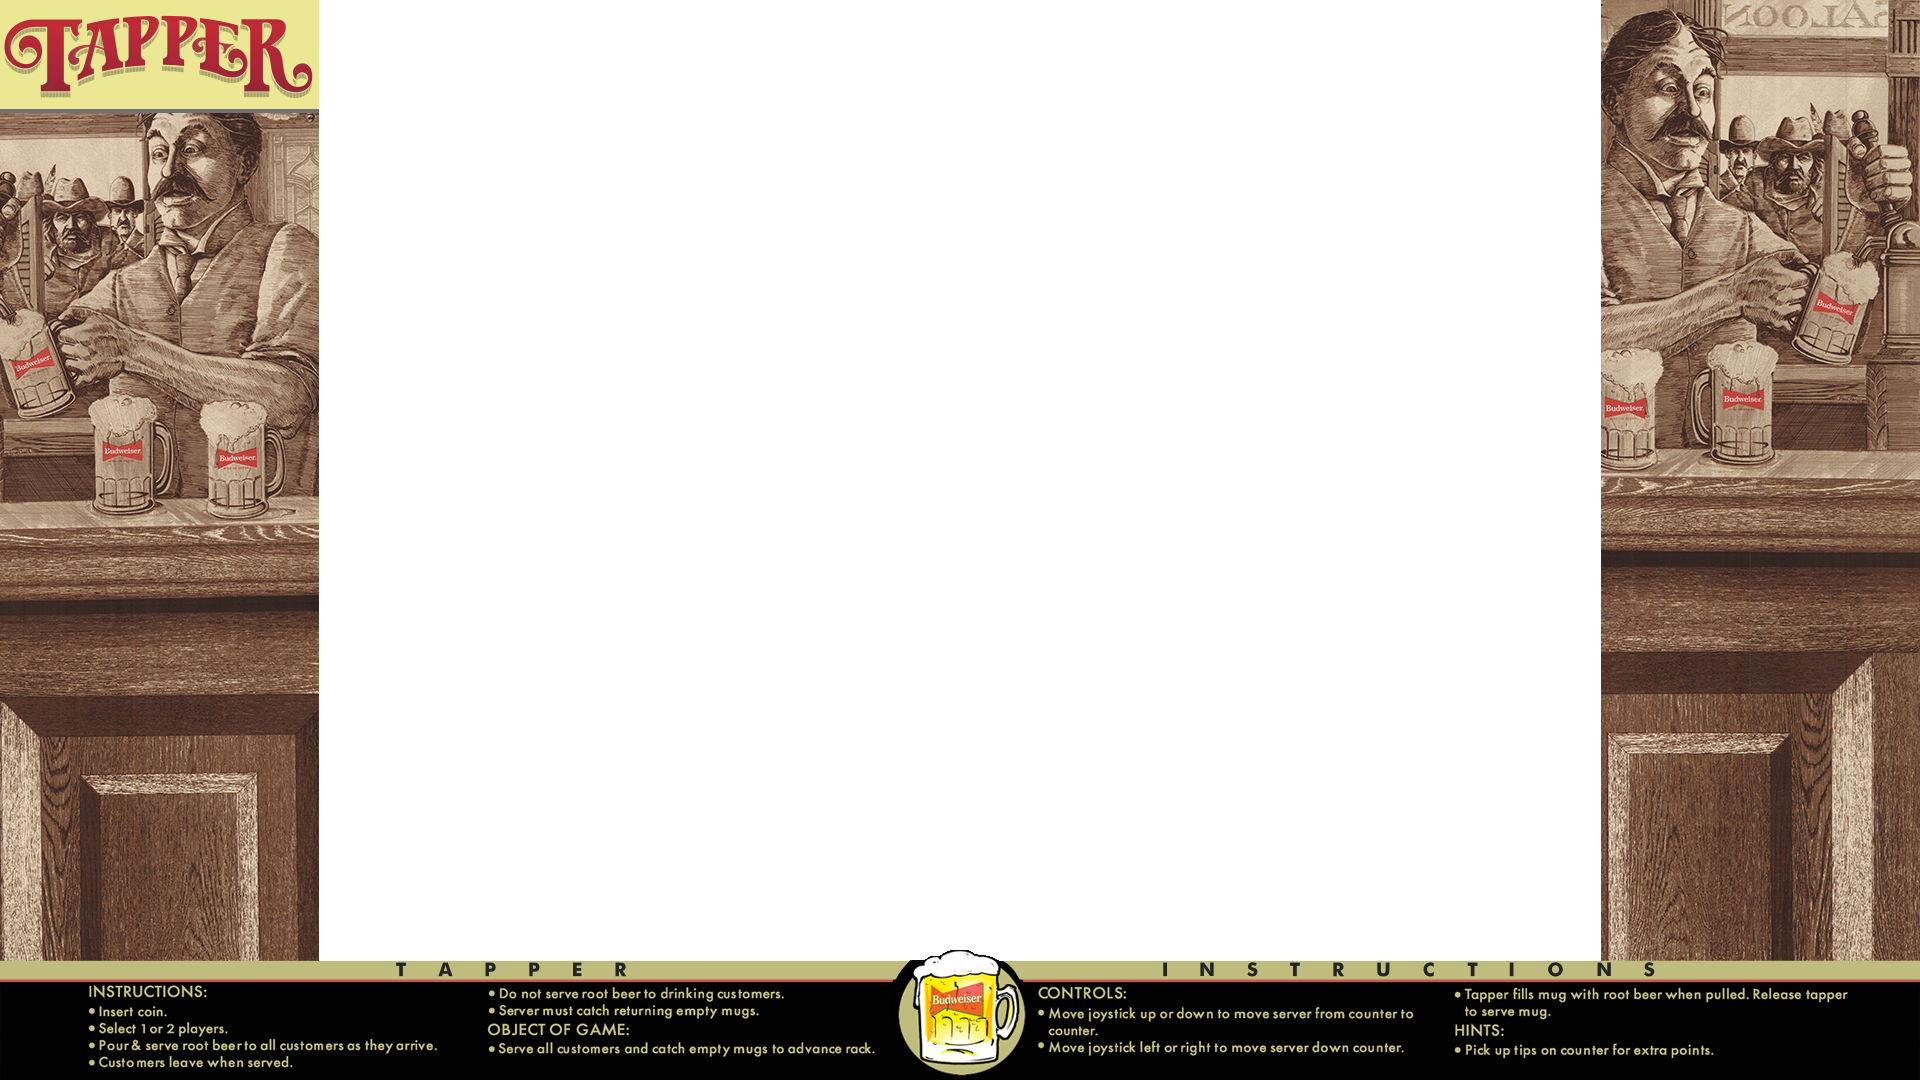 TAPPER
SALOON
Budweiser
Budweiser
Budweiser
Budweiser
Budweiser
Budweiser
TAPPER
INSTRUCTIONS
INSTRUCTIONS:
• Insert coin.
• Select 1 or 2 players.
• Pour & serve root beer to all customers as they arrive.
• Customers leave when served.
• Do not serve root beer to drinking customers.
• Server must catch returning empty mugs.
OBJECT OF GAME:
• Serve all customers and catch empty mugs to advance rack.
Budweiser
CONTROLS:
• Move joystick up or down to move server from counter to
counter.
• Move joystick left or right to move server down counter.
• Tapper fills mug with root beer when pulled. Release tapper
to serve mug.
HINTS:
• Pick up tips on counter for extra points.